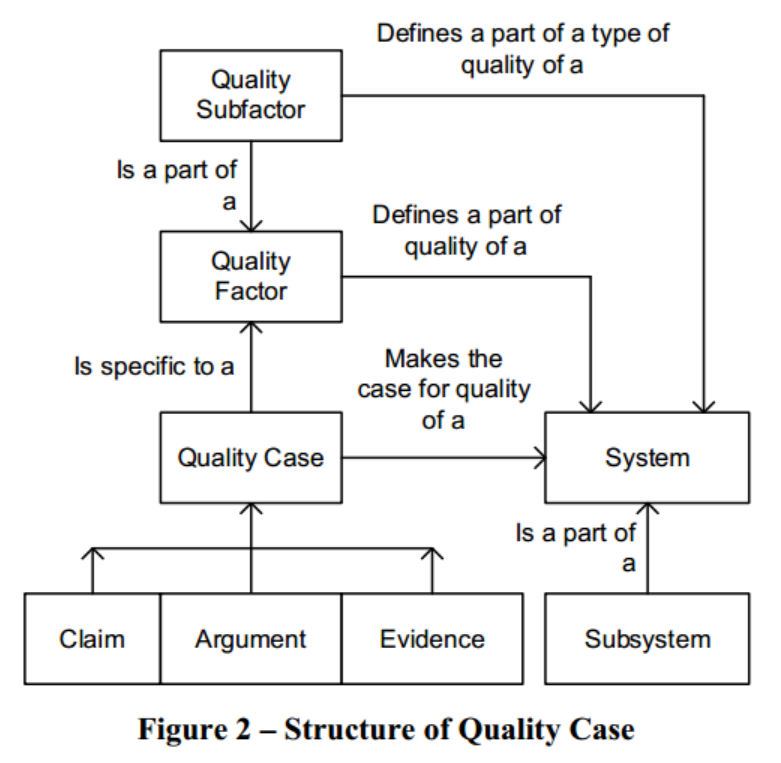 Defines a part of a type of
quality of a
Quality
Subfactor
Is a part of
a
Defines a part of
quality of a
Quality
Factor
Is specific to a
Makes the
case for quality
of a
Quality Case
System
Is a part of
a
Claim
Argument
Evidence
Subsystem
Figure 2 – Structure of Quality Case